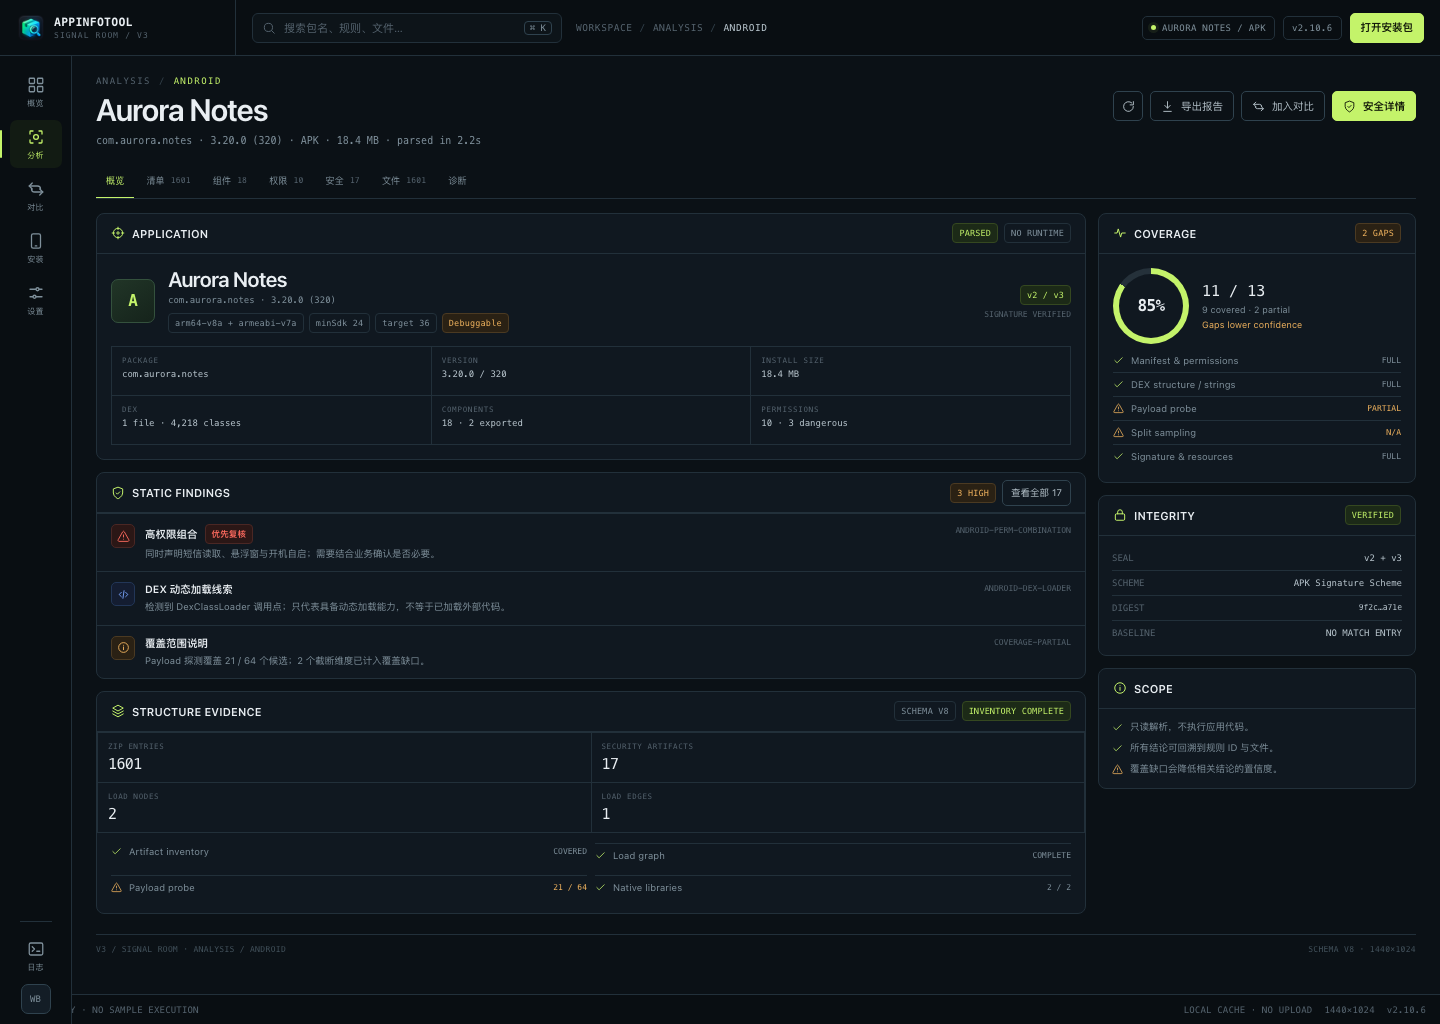 APPINFOTOOL
SIGNAL ROOM / V3
搜索包名、规则、文件...
⌘ K
WORKSPACE / ANALYSIS / ANDROID
AURORA NOTES / APK
v2.10.6
打开安装包
概览
分析
对比
安装
设置
日志
WB
ANALYSIS / ANDROID
Aurora Notes
com.aurora.notes · 3.20.0 (320) · APK · 18.4 MB · parsed in 2.2s
导出报告
加入对比
安全详情
概览
清单 1601
组件 18
权限 10
安全 17
文件 1601
诊断
APPLICATION
PARSED
NO RUNTIME
A
Aurora Notes
com.aurora.notes · 3.20.0 (320)
arm64-v8a + armeabi-v7a
minSdk 24
target 36
Debuggable
v2 / v3
SIGNATURE VERIFIED
PACKAGE
com.aurora.notes
VERSION
3.20.0 / 320
INSTALL SIZE
18.4 MB
DEX
1 file · 4,218 classes
COMPONENTS
18 · 2 exported
PERMISSIONS
10 · 3 dangerous
STATIC FINDINGS
3 HIGH
查看全部 17
高权限组合 优先复核
ANDROID-PERM-COMBINATION
同时声明短信读取、悬浮窗与开机自启；需要结合业务确认是否必要。
DEX 动态加载线索
ANDROID-DEX-LOADER
检测到 DexClassLoader 调用点；只代表具备动态加载能力，不等于已加载外部代码。
覆盖范围说明
COVERAGE-PARTIAL
Payload 探测覆盖 21 / 64 个候选；2 个截断维度已计入覆盖缺口。
STRUCTURE EVIDENCE
SCHEMA V8
INVENTORY COMPLETE
ZIP ENTRIES
1601
SECURITY ARTIFACTS
17
LOAD NODES
2
LOAD EDGES
1
Artifact inventory COVERED
Load graph COMPLETE
Payload probe 21 / 64
Native libraries 2 / 2
COVERAGE
2 GAPS
85%
11 / 13
9 covered · 2 partial
Gaps lower confidence
Manifest & permissions FULL
DEX structure / strings FULL
Payload probe PARTIAL
Split sampling N/A
Signature & resources FULL
INTEGRITY
VERIFIED
SEAL v2 + v3
SCHEME APK Signature Scheme
DIGEST 9f2c…a71e
BASELINE NO MATCH ENTRY
SCOPE
只读解析，不执行应用代码。
所有结论可回溯到规则 ID 与文件。
覆盖缺口会降低相关结论的置信度。
V3 / SIGNAL ROOM · ANALYSIS / ANDROID
SCHEMA V8 · 1440×1024
Y · NO SAMPLE EXECUTION
LOCAL CACHE · NO UPLOAD 1440×1024 v2.10.6